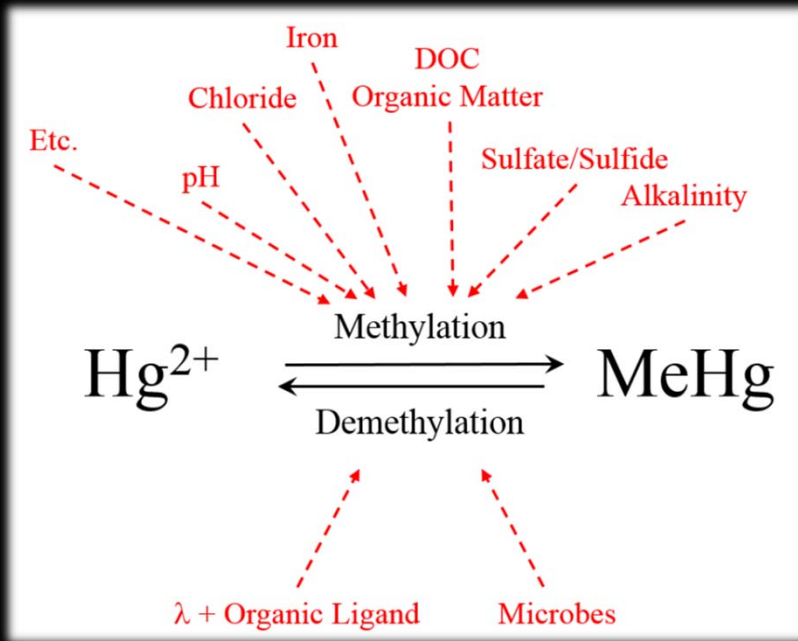 Iron
DOC
Organic Matter
Chloride
Etc.
pH
Sulfate/Sulfide
Alkalinity
Methylation
Hg²⁺
MeHg
Demethylation
λ + Organic Ligand
Microbes